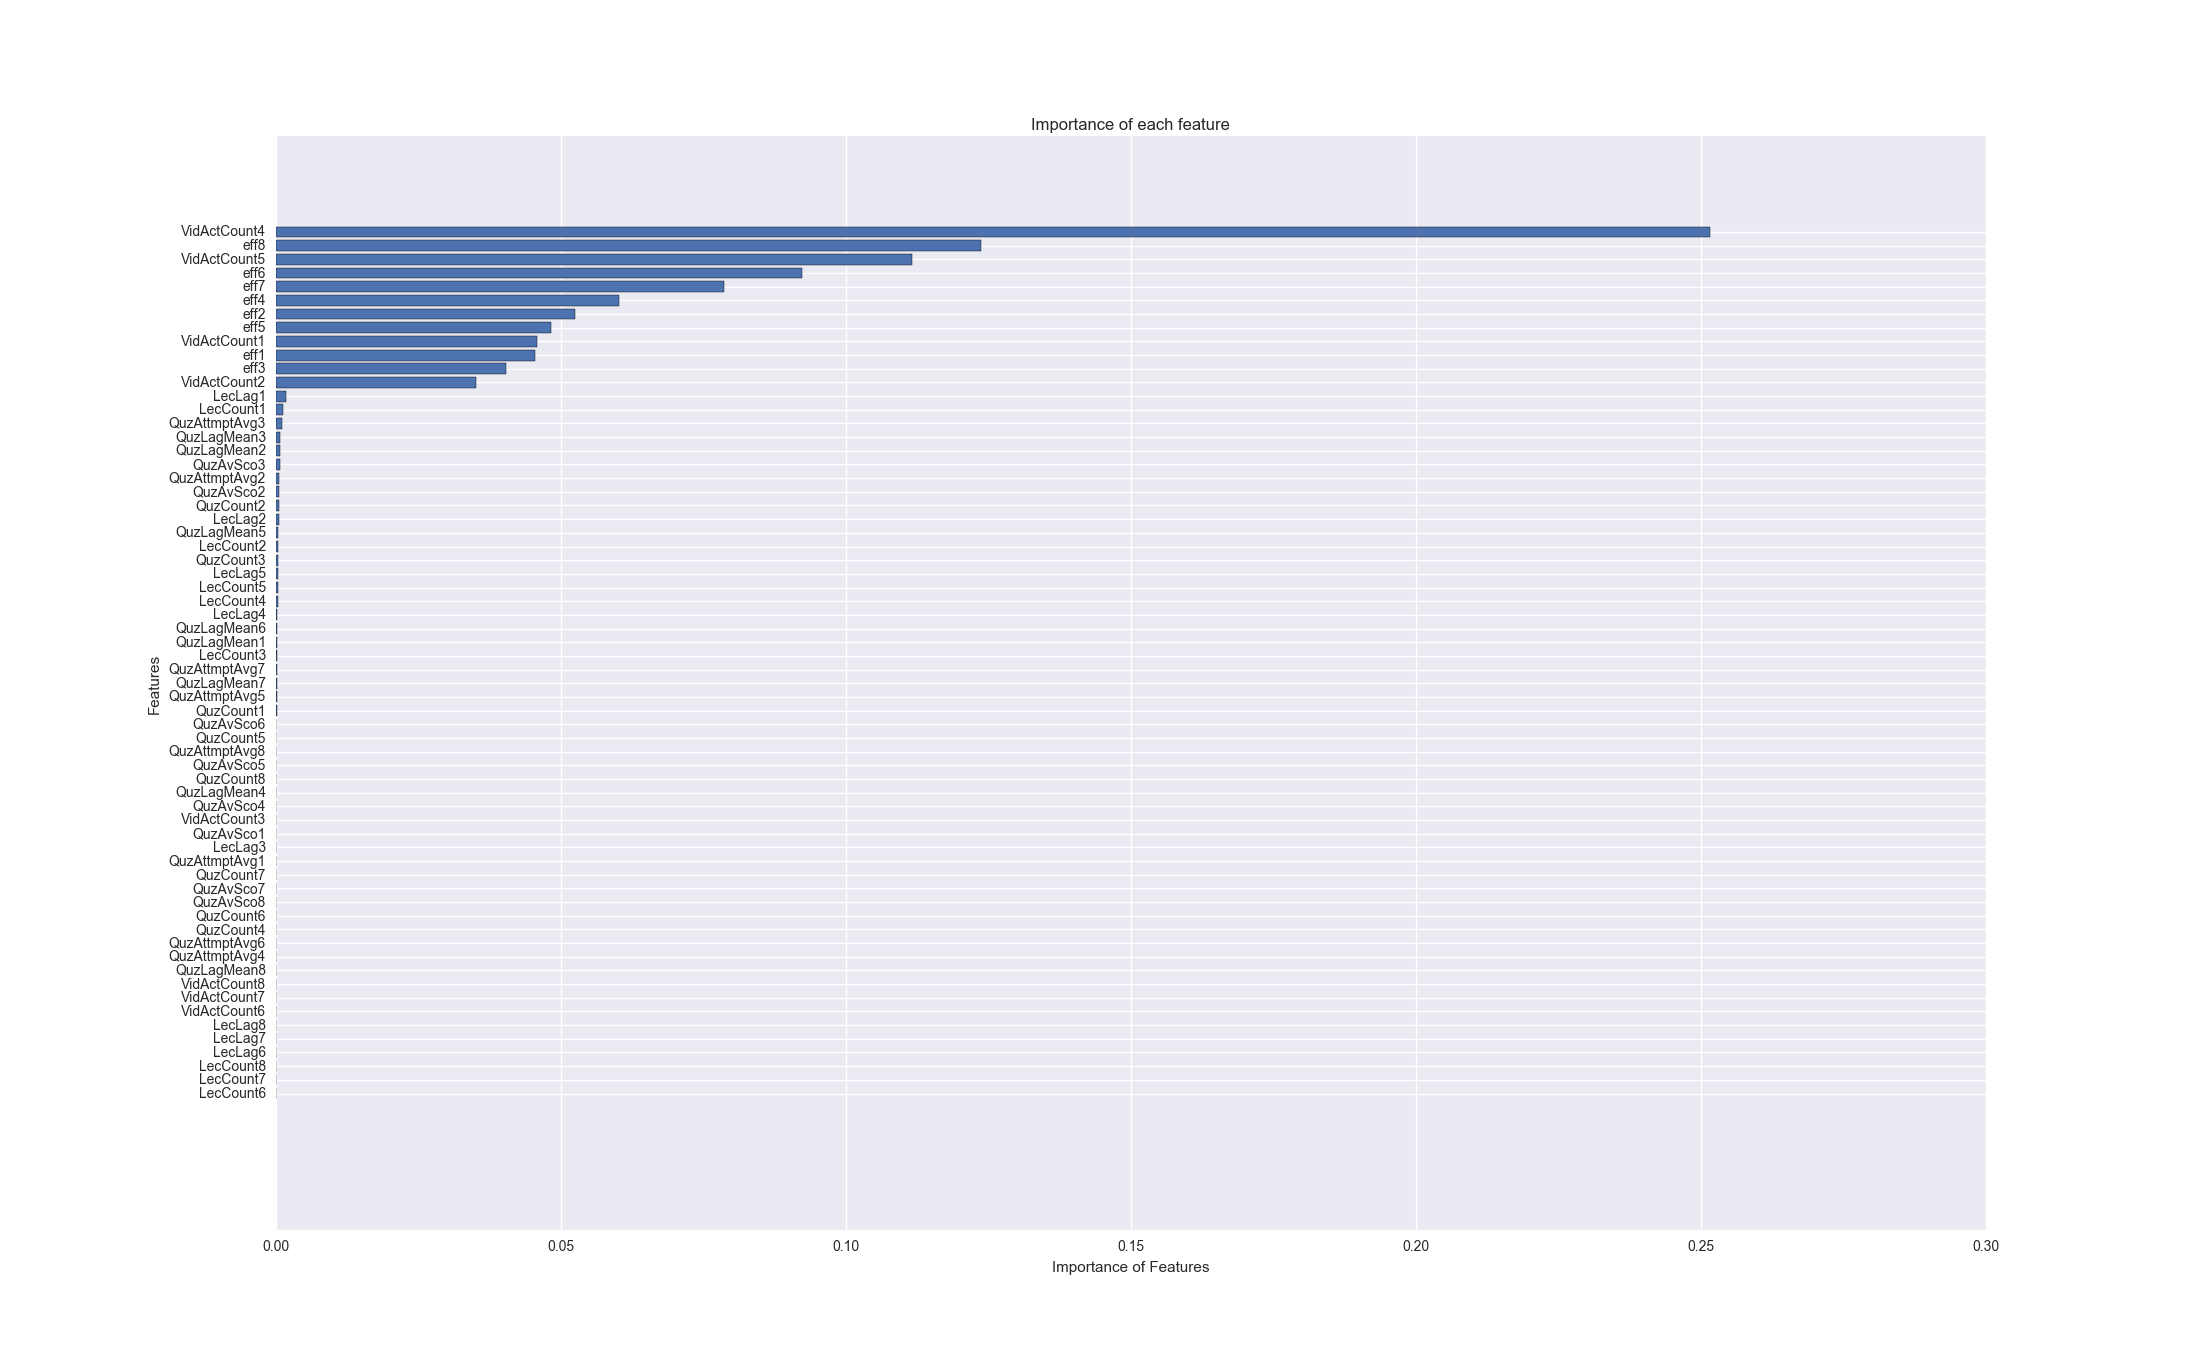 Importance of each feature
VidActCount4
eff8
VidActCount5
eff6
eff7
eff4
eff2
eff5
VidActCount1
eff1
eff3
VidActCount2
LecLag1
LecCount1
QuzAttmptAvg3
QuzLagMean3
QuzLagMean2
QuzAvSco3
QuzAttmptAvg2
QuzAvSco2
QuzCount2
LecLag2
QuzLagMean5
LecCount2
QuzCount3
LecLag5
LecCount5
LecCount4
LecLag4
QuzLagMean6
QuzLagMean1
LecCount3
QuzAttmptAvg7
QuzLagMean7
QuzAttmptAvg5
QuzCount1
QuzAvSco6
QuzCount5
QuzAttmptAvg8
QuzAvSco5
QuzCount8
QuzLagMean4
QuzAvSco4
VidActCount3
QuzAvSco1
LecLag3
QuzAttmptAvg1
QuzCount7
QuzAvSco7
QuzAvSco8
QuzCount6
QuzCount4
QuzAttmptAvg6
QuzAttmptAvg4
QuzLagMean8
VidActCount8
VidActCount7
VidActCount6
LecLag8
LecLag7
LecLag6
LecCount8
LecCount7
LecCount6
Features
0.00 0.05 0.10 0.15 0.20 0.25 0.30
Importance of Features